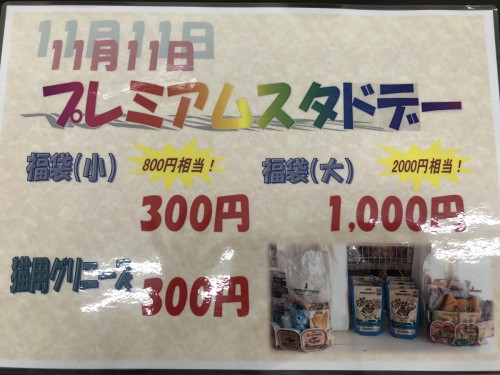 11月11日
プレミアムスタドデー
福袋(小) 800円相当! 福袋(大) 2000円相当!
300円 1,000円
猫用グリニーズ
300円